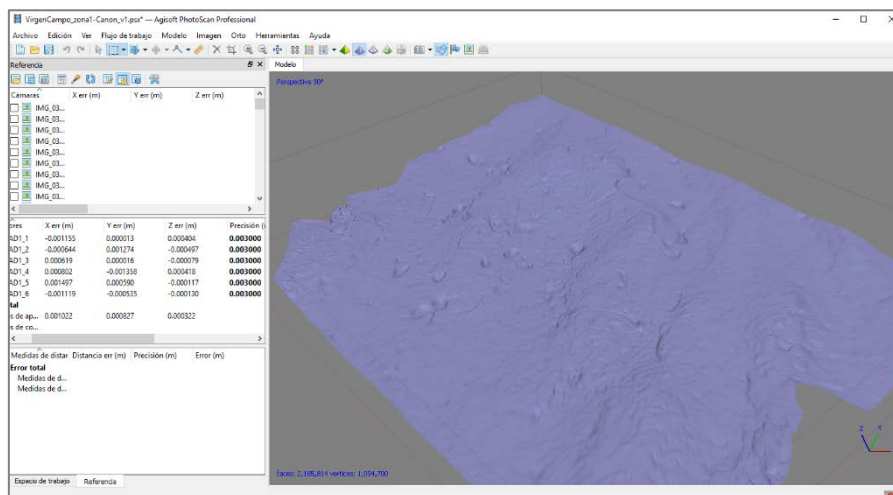 VirgenCampo_zona1-Canon_v1.psx* — Agisoft PhotoScan Professional
Archivo Edición Ver Flujo de trabajo Modelo Imagen Orto Herramientas Ayuda
Referencia
Modelo
Cámaras X err (m) Y err (m) Z err (m)
IMG_03...
IMG_03...
IMG_03...
IMG_03...
IMG_03...
IMG_03...
IMG_03...
IMG_03...
IMG_03...
Perspectiva 30°
ores X err (m) Y err (m) Z err (m) Precisión (
AD1_1 -0.001155 0.000013 0.000404 0.003000
AD1_2 -0.000644 0.001274 -0.000497 0.003000
AD1_3 0.000619 0.000016 -0.000079 0.003000
AD1_4 0.000802 -0.001358 0.000418 0.003000
AD1_5 0.001497 0.000590 -0.000117 0.003000
AD1_6 -0.001119 -0.000535 -0.000130 0.003000
tal
s de ap... 0.001022 0.000827 0.000322
s de co...
Medidas de distar Distancia err (m) Precisión (m) Error (m)
Error total
Medidas de d...
Medidas de d...
Z Y
faces: 2,185,814 vertices: 1,094,700
Espacio de trabajo Referencia